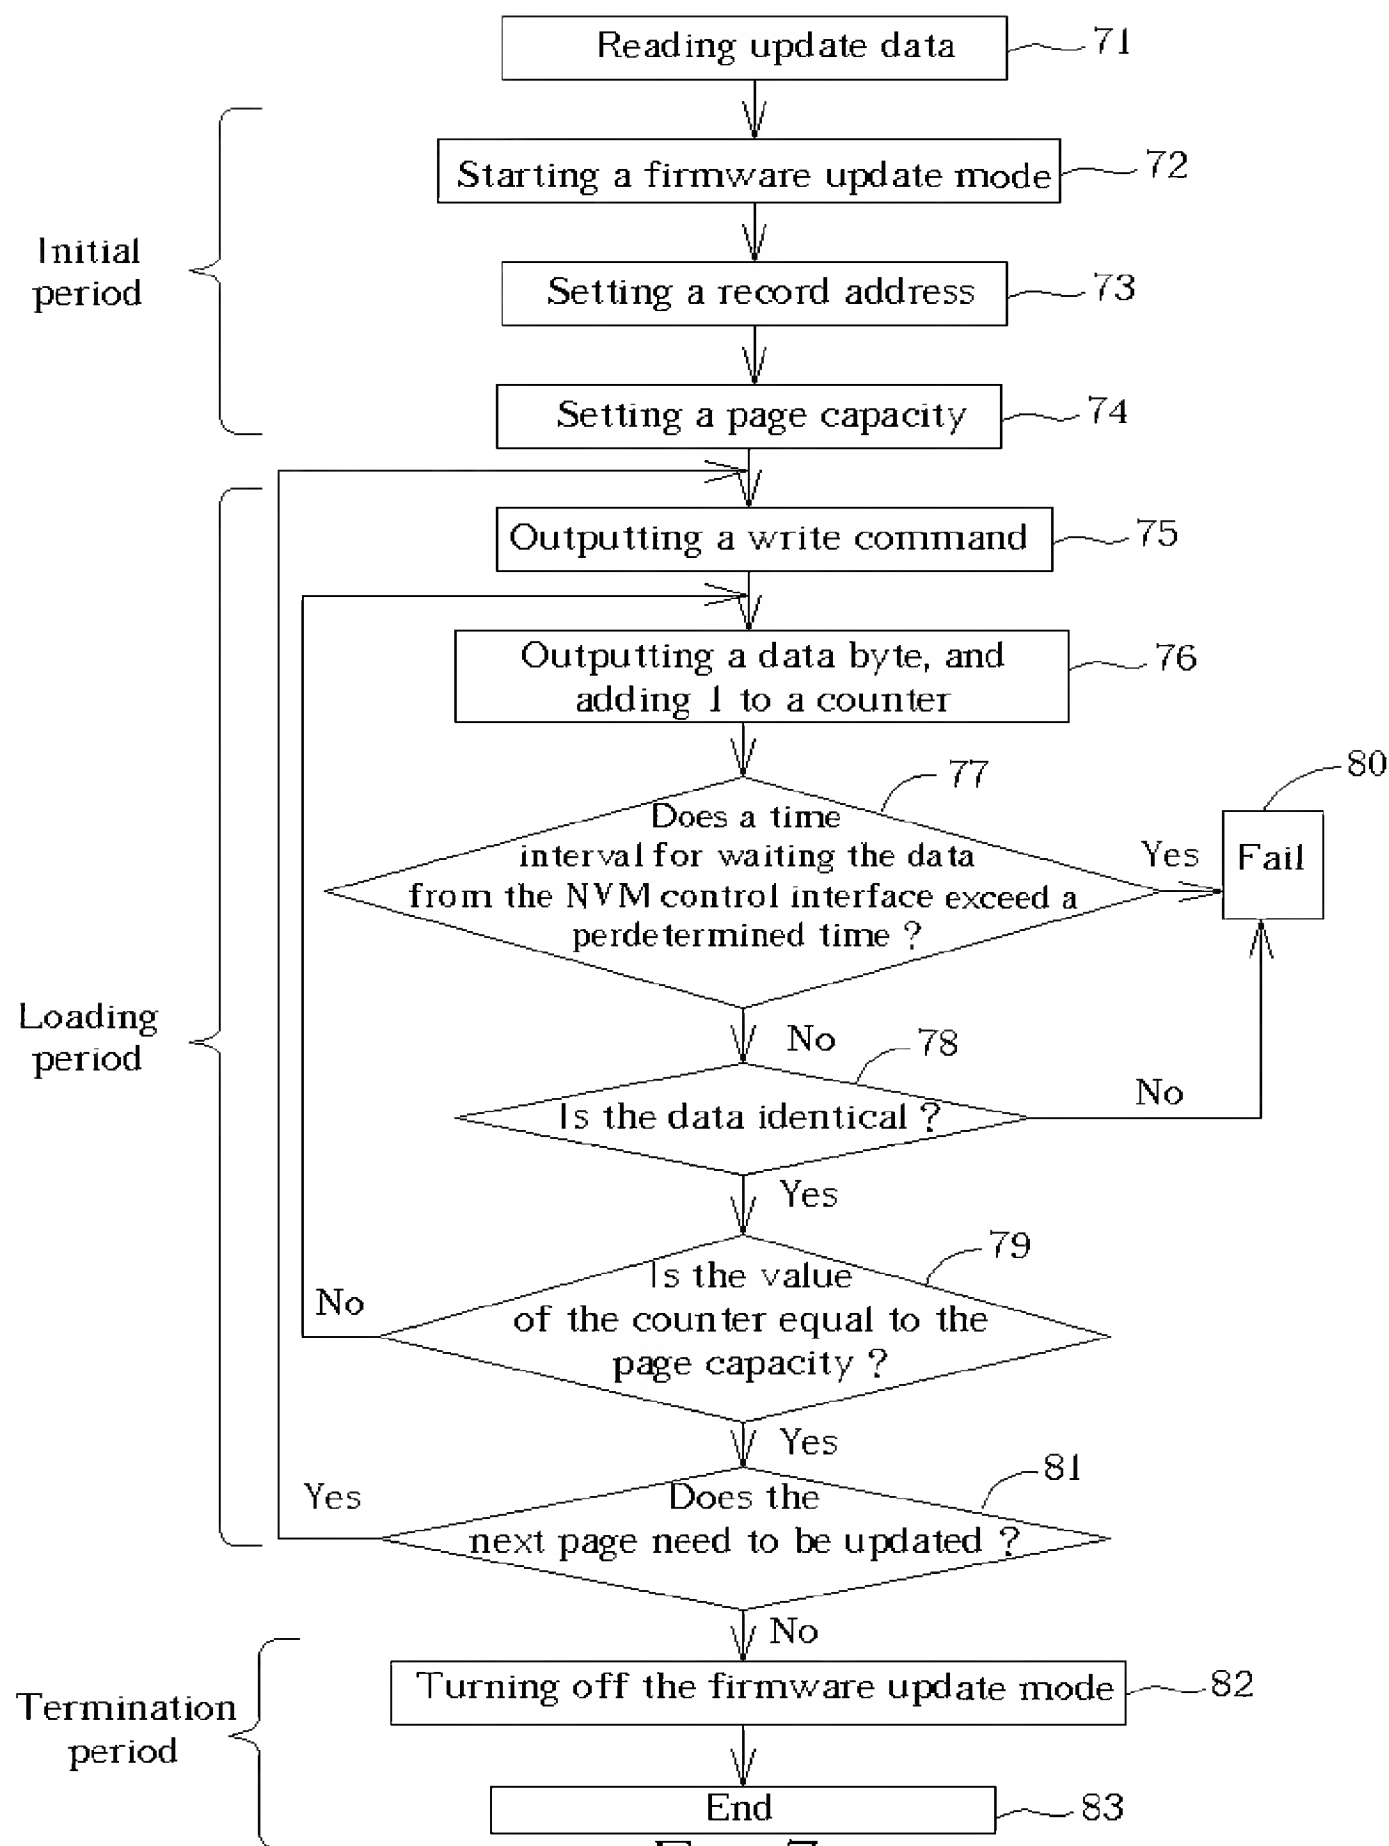 Reading update data
71
Starting a firmware update mode
72
Initial
period
Setting a record address
73
Setting a page capacity
74
Outputting a write command
75
Outputting a data byte, and
adding 1 to a counter
76
77
80
Does a time
interval for waiting the data
from the NVM control interface exceed a
perdetermined time ?
Yes
Fail
Loading
period
No
78
Is the data identical ?
No
Yes
79
Is the value
of the counter equal to the
page capacity ?
No
Yes
81
Does the
next page need to be updated ?
Yes
No
Termination
period
Turning off the firmware update mode
82
End
83